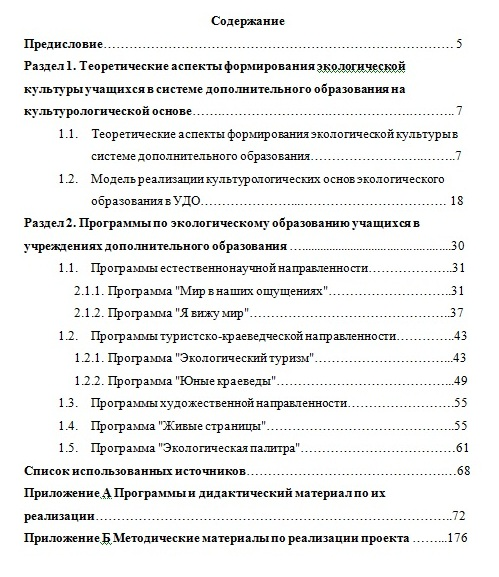 Содержание
Предисловие……………………………………………………………… 5
Раздел 1. Теоретические аспекты формирования экологической
культуры учащихся в системе дополнительного образования на
культурологической основе…………………………………………….. 7
1.1. Теоретические аспекты формирования экологической культуры в
системе дополнительного образования……………………….7
1.2. Модель реализации культурологических основ экологического
образования в УДО…………………………………………. 18
Раздел 2. Программы по экологическому образованию учащихся в
учреждениях дополнительного образования …......................................30
1.1. Программы естественнонаучной направленности……………31
2.1.1. Программа "Мир в наших ощущениях"…………………….31
2.1.2. Программа "Я вижу мир"……………………………………37
1.2. Программы туристско-краеведческой направленности………43
1.2.1. Программа "Экологический туризм"……………………….43
1.2.2. Программа "Юные краеведы"………………………………49
1.3. Программы художественной направленности………………..55
1.4. Программа "Живые страницы"………………………………..55
1.5. Программа "Экологическая палитра"…………………………61
Список использованных источников…………………………………68
Приложение А Программы и дидактический материал по их
реализации………………………………………………………………72
Приложение Б Методические материалы по реализации проекта ……...176